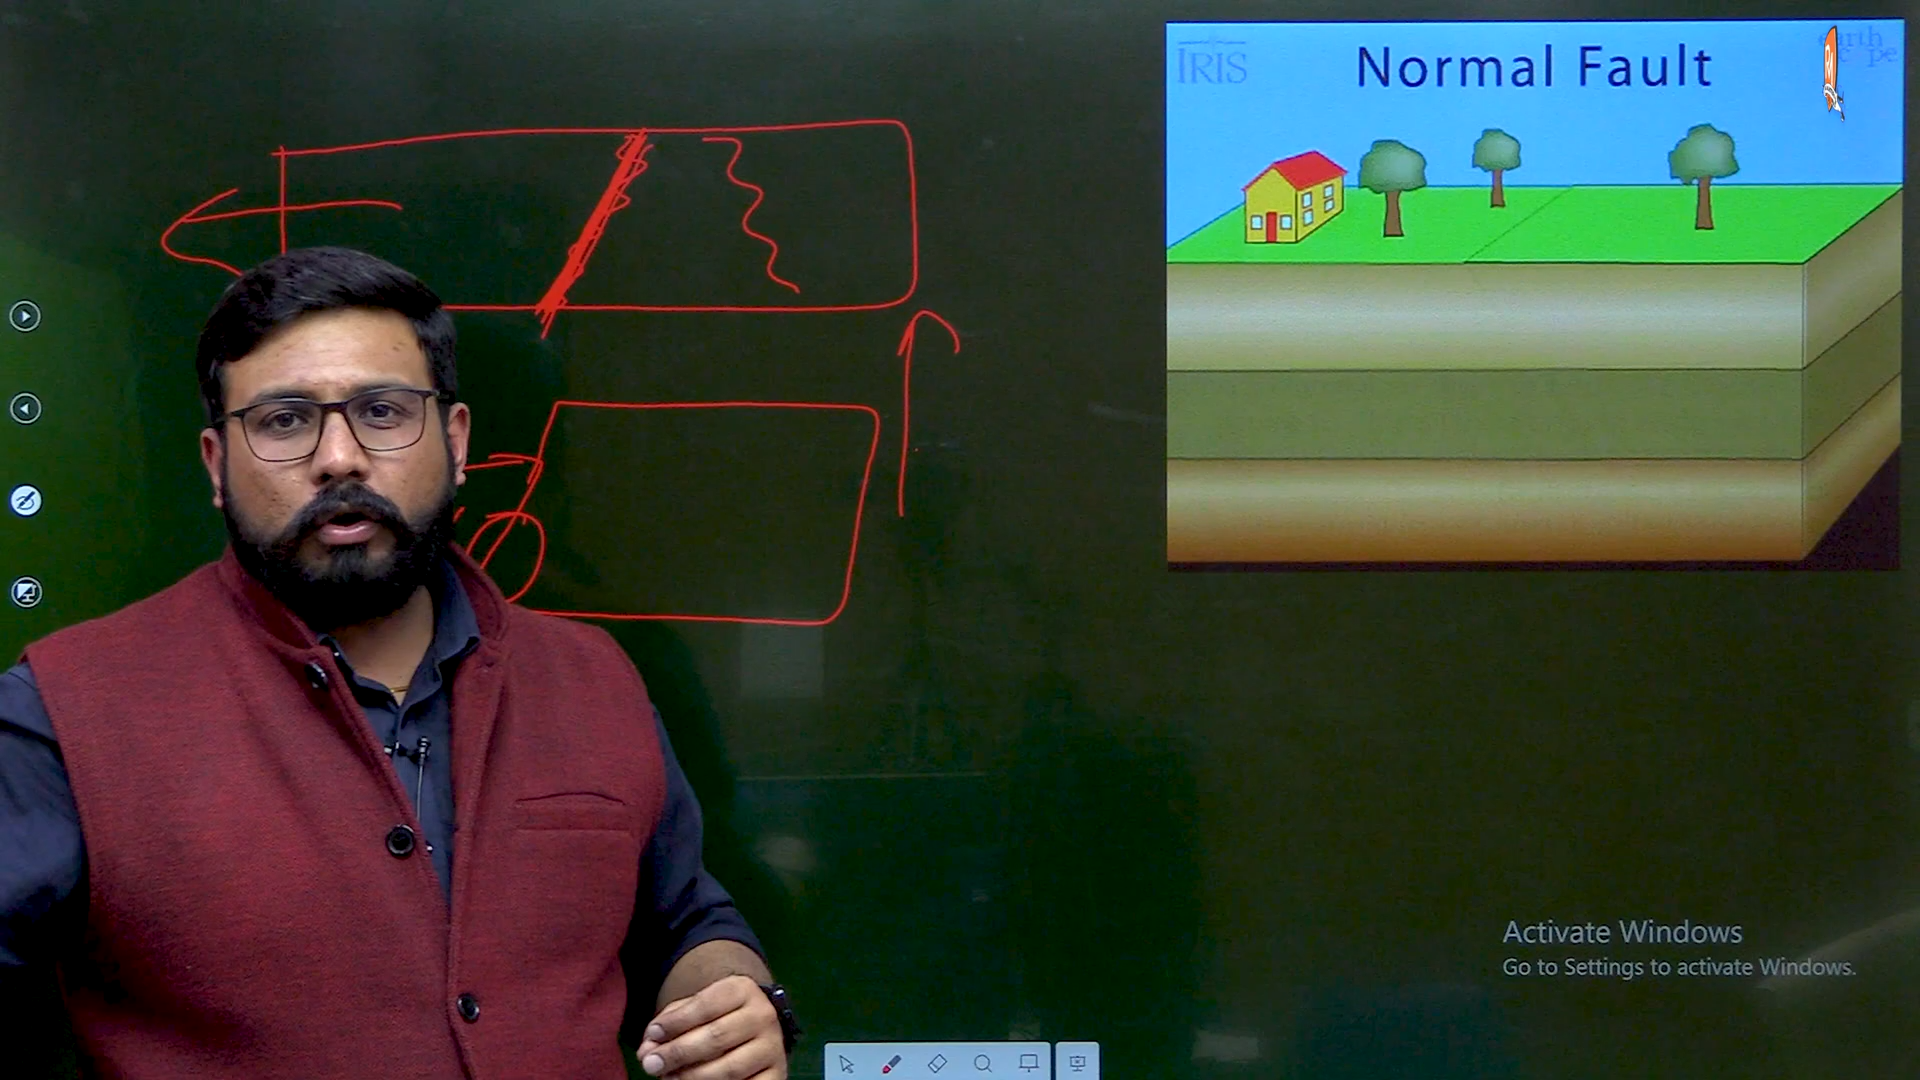 IRIS
Normal Fault
Activate Windows
Go to Settings to activate Windows.